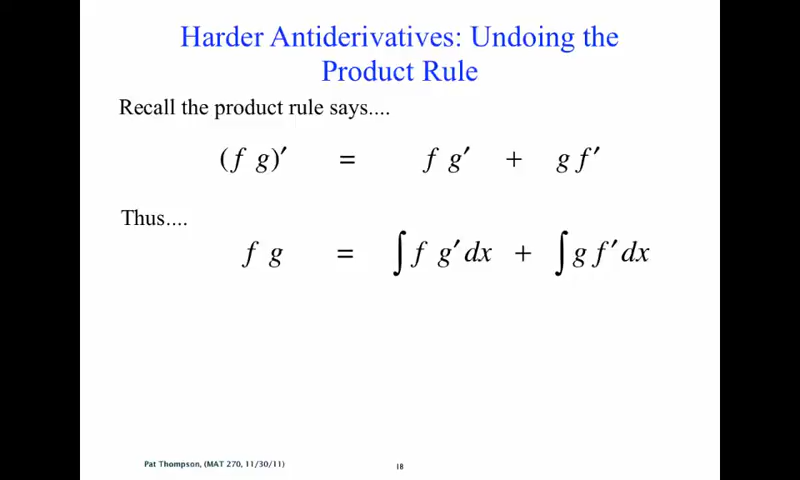 Harder Antiderivatives: Undoing the
Product Rule
Recall the product rule says....
(f g)′ = f g′ + g f′
Thus....
f g = ∫ f g′dx + ∫ g f′dx
Pat Thompson, (MAT 270, 11/30/11)
18